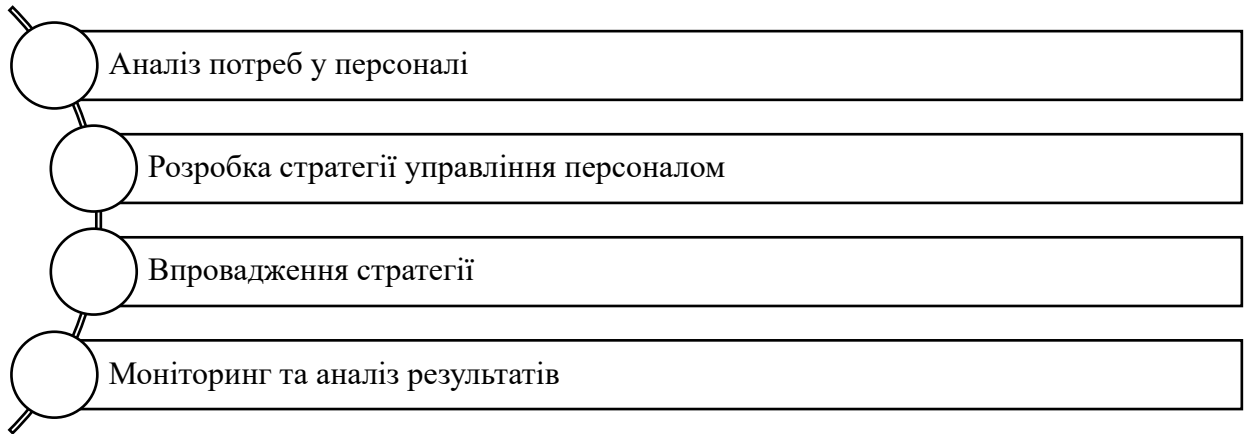 Аналіз потреб у персоналі
Розробка стратегії управління персоналом
Впровадження стратегії
Моніторинг та аналіз результатів